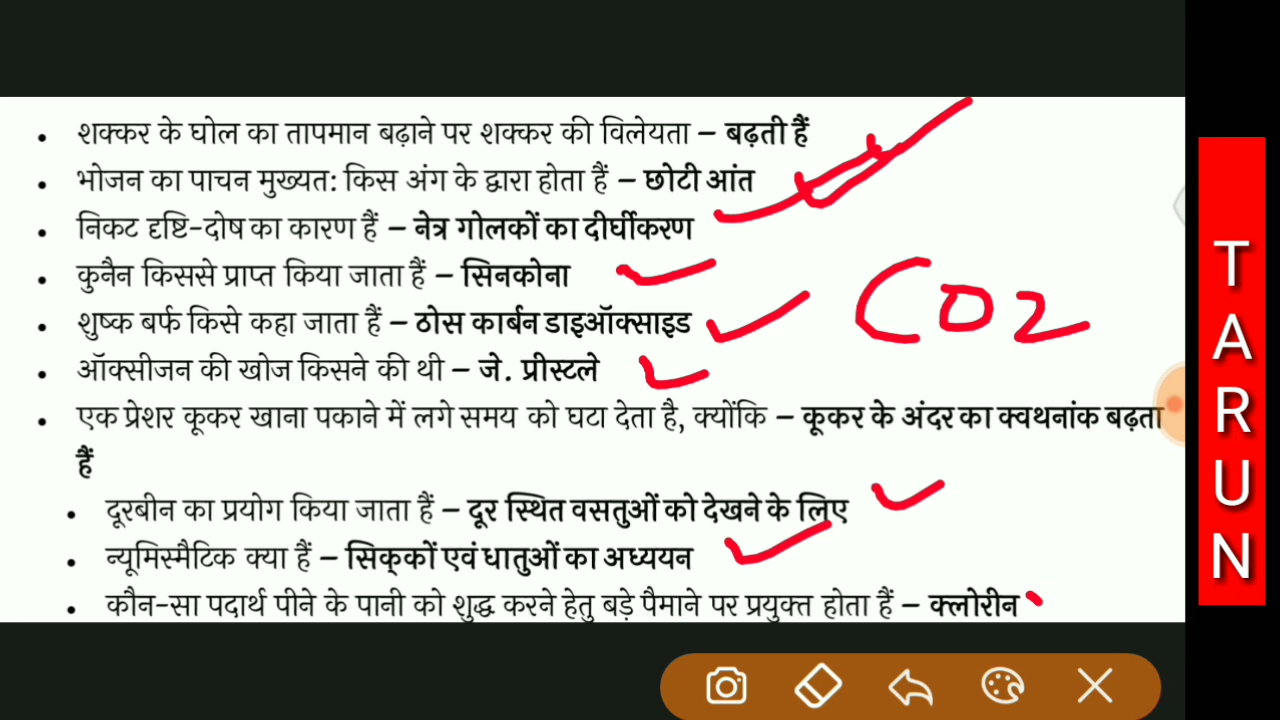 • शक्कर के घोल का तापमान बढ़ाने पर शक्कर की विलेयता – बढ़ती हैं
• भोजन का पाचन मुख्यत: किस अंग के द्वारा होता हैं – छोटी आंत
• निकट दृष्टि-दोष का कारण हैं – नेत्र गोलकों का दीर्घीकरण
• कुनैन किससे प्राप्त किया जाता हैं – सिनकोना
• शुष्क बर्फ किसे कहा जाता हैं – ठोस कार्बन डाइऑक्साइड
CO2
• ऑक्सीजन की खोज किसने की थी – जे. प्रीस्टले
• एक प्रेशर कूकर खाना पकाने में लगे समय को घटा देता है, क्योंकि – कूकर के अंदर का क्वथनांक बढ़ता
हैं
• दूरबीन का प्रयोग किया जाता हैं – दूर स्थित वसतुओं को देखने के लिए
• न्यूमिस्मैटिक क्या हैं – सिक्‌कों एवं धातुओं का अध्ययन
• कौन-सा पदार्थ पीने के पानी को शुद्ध करने हेतु बड़े पैमाने पर प्रयुक्त होता हैं – क्लोरीन
TARUN